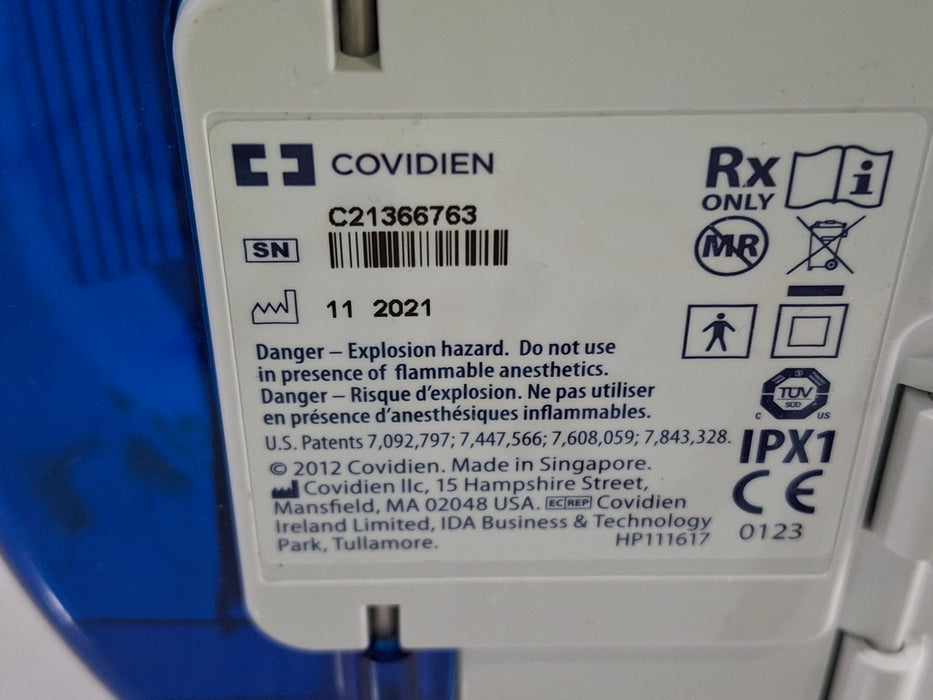 COVIDIEN
C21366763
SN
11 2021
Rx
ONLY
i
MR
Danger – Explosion hazard. Do not use
in presence of flammable anesthetics.
Danger – Risque d'explosion. Ne pas utiliser
en présence d'anesthésiques inflammables.
U.S. Patents 7,092,797; 7,447,566; 7,608,059; 7,843,328.
© 2012 Covidien. Made in Singapore.
Covidien llc, 15 Hampshire Street,
Mansfield, MA 02048 USA. EC REP Covidien
Ireland Limited, IDA Business & Technology
Park, Tullamore.
HP111617
TÜV
SÜD
C US
IPX1
CE
0123